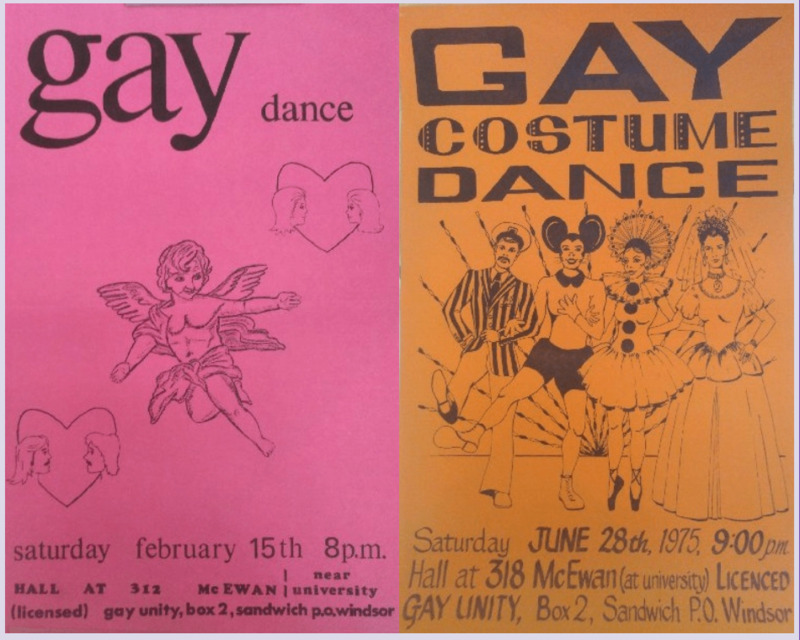 gay
dance
saturday february 15th 8p.m.
HALL AT 312 McEWAN | near university
(licensed) gay unity, box 2, sandwich p.o. windsor
GAY
COSTUME
DANCE
Saturday JUNE 28th, 1975, 9:00pm
Hall at 318 McEwan (at university) LICENCED
GAY UNITY, Box 2, Sandwich P.O. Windsor